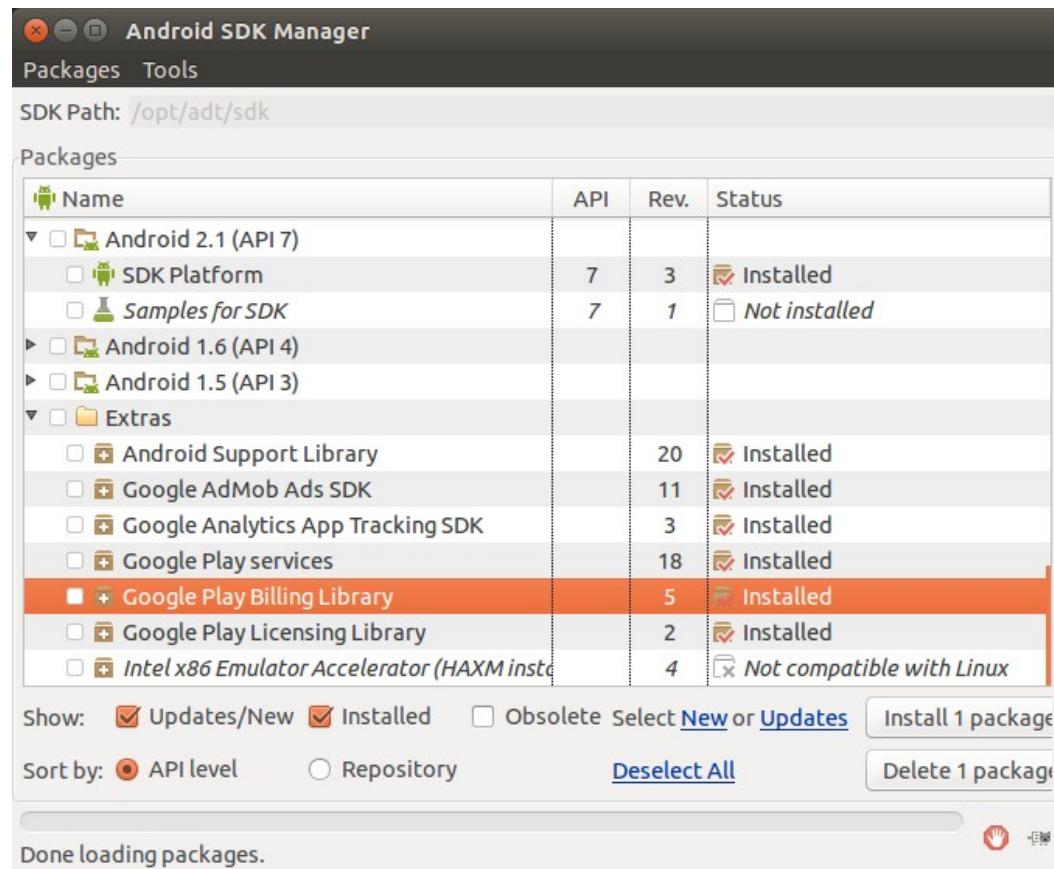 Android SDK Manager
Packages Tools
SDK Path: /opt/adt/sdk
Packages
Name API Rev. Status
Android 2.1 (API 7)
SDK Platform 7 3 Installed
Samples for SDK 7 1 Not installed
Android 1.6 (API 4)
Android 1.5 (API 3)
Extras
Android Support Library 20 Installed
Google AdMob Ads SDK 11 Installed
Google Analytics App Tracking SDK 3 Installed
Google Play services 18 Installed
Google Play Billing Library 5 Installed
Google Play Licensing Library 2 Installed
Intel x86 Emulator Accelerator (HAXM insta 4 Not compatible with Linux
Show: Updates/New Installed Obsolete Select New or Updates Install 1 package
Sort by: API level Repository Deselect All Delete 1 package
Done loading packages.